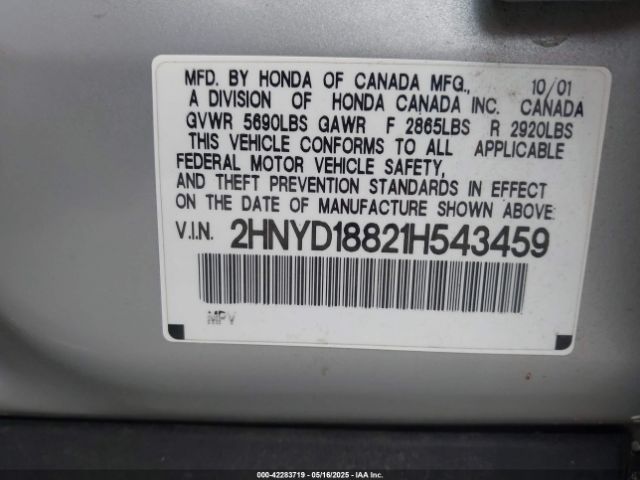 MFD. BY HONDA OF CANADA MFG., 10/01
A DIVISION OF HONDA CANADA INC. CANADA
GVWR 5690LBS GAWR F 2865LBS R 2920LBS
THIS VEHICLE CONFORMS TO ALL APPLICABLE
FEDERAL MOTOR VEHICLE SAFETY,
AND THEFT PREVENTION STANDARDS IN EFFECT
ON THE DATE OF MANUFACTURE SHOWN ABOVE.
V.I.N. 2HNYD18821H543459
MPV
000-42283719 - 05/16/2025 - IAA Inc.